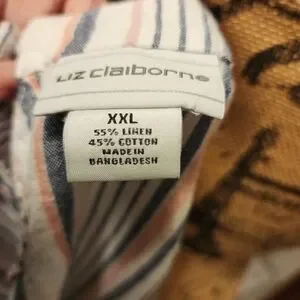 liz claiborne
XXL
55% LINEN
45% COTTON
MADE IN
BANGLADESH